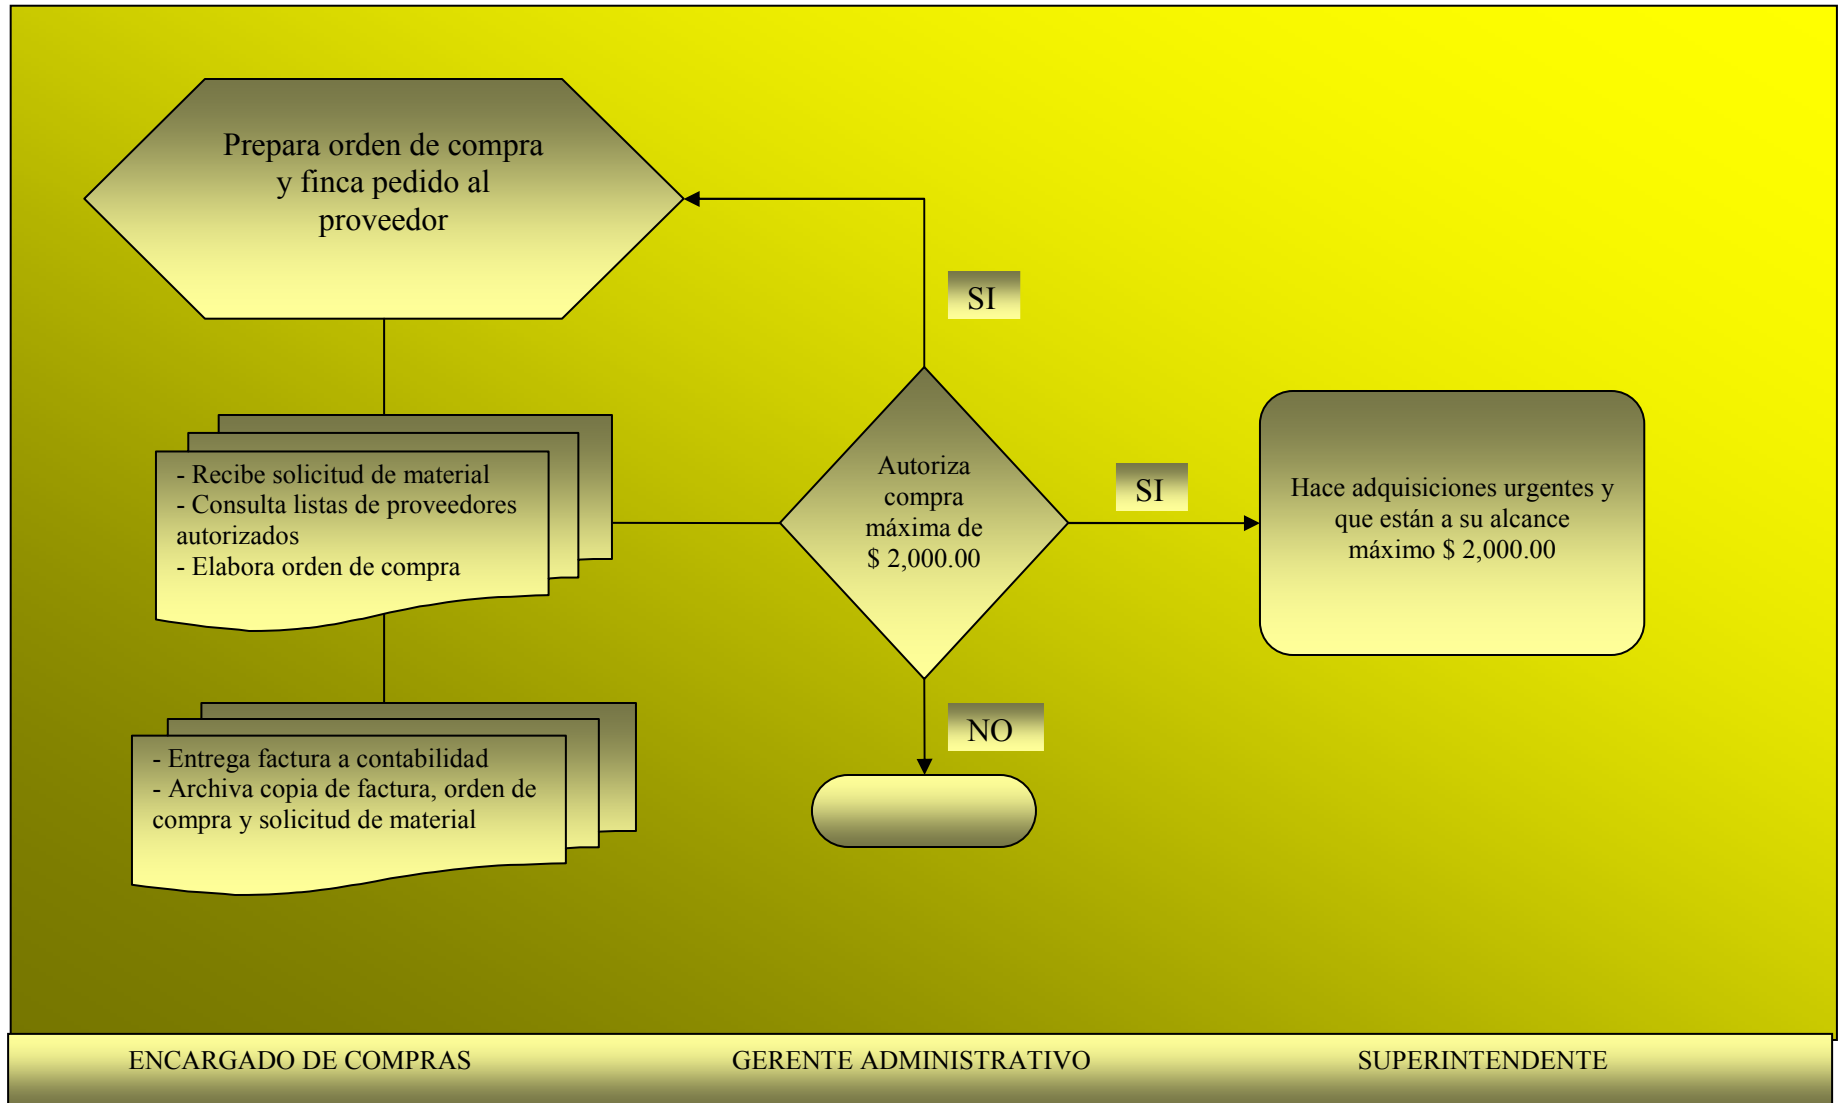 Prepara orden de compra
y finca pedido al
proveedor
SI
- Recibe solicitud de material
- Consulta listas de proveedores
autorizados
- Elabora orden de compra
Autoriza
compra
máxima de
$ 2,000.00
SI
Hace adquisiciones urgentes y
que están a su alcance
máximo $ 2,000.00
NO
- Entrega factura a contabilidad
- Archiva copia de factura, orden de
compra y solicitud de material
ENCARGADO DE COMPRAS
GERENTE ADMINISTRATIVO
SUPERINTENDENTE